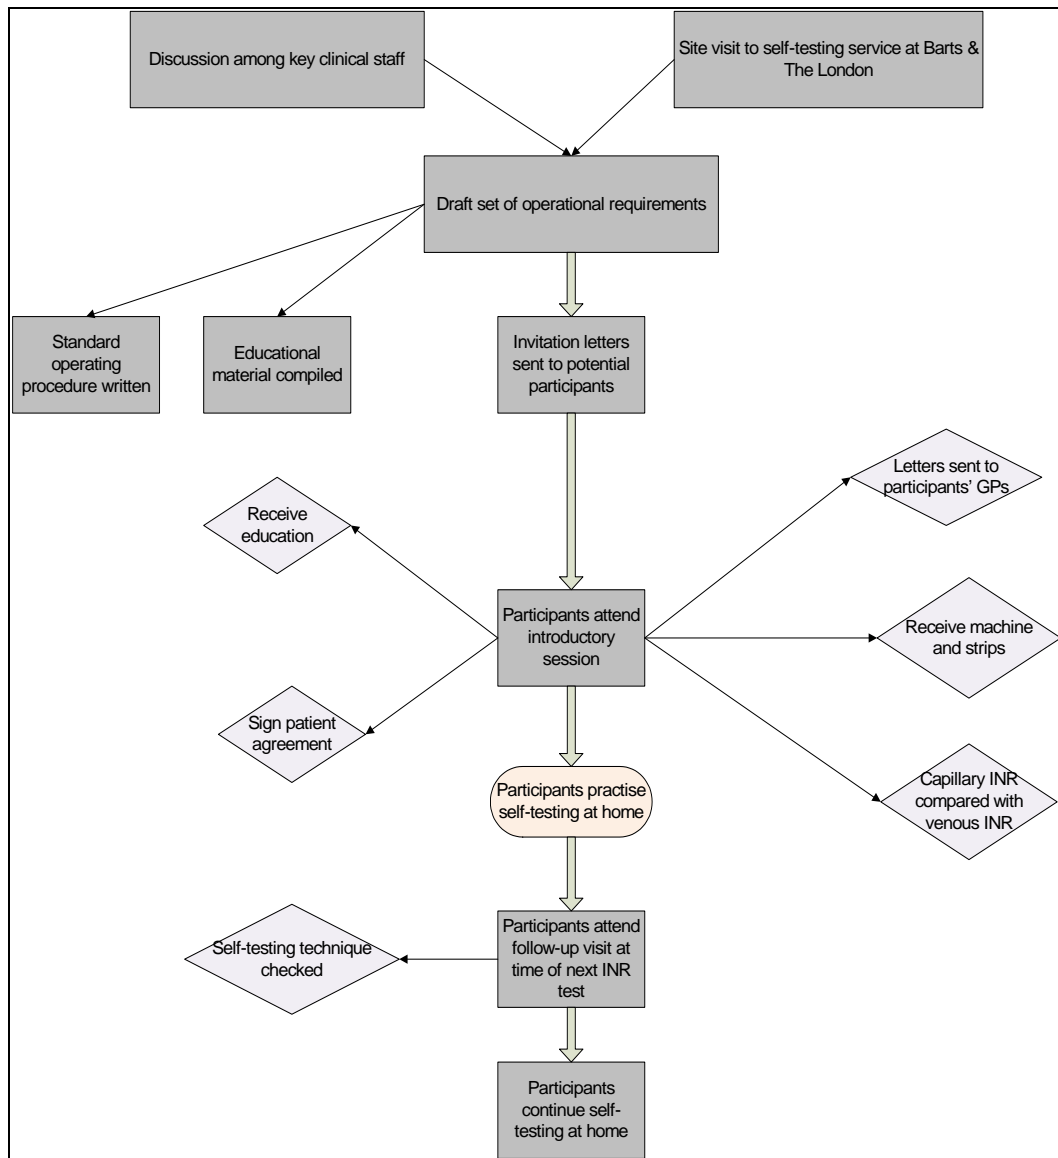 Discussion among key clinical staff
Site visit to self-testing service at Barts &
The London
Draft set of operational requirements
Standard
operating
procedure written
Educational
material compiled
Invitation letters
sent to potential
participants
Letters sent to
participants' GPs
Receive
education
Participants attend
introductory
session
Receive machine
and strips
Sign patient
agreement
Capillary INR
compared with
venous INR
Participants practise
self-testing at home
Participants attend
follow-up visit at
time of next INR
test
Self-testing technique
checked
Participants
continue self-
testing at home